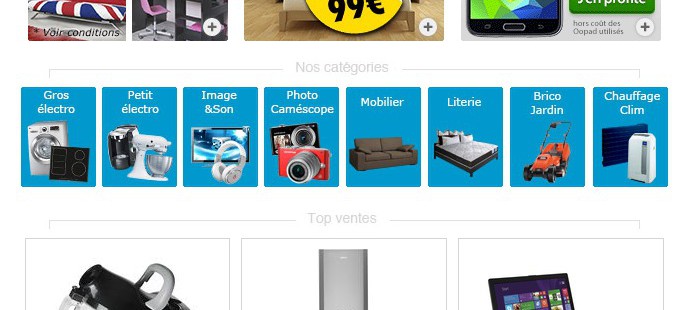 99€
J'en profite
* Voir conditions
hors coût des
Oopad utilisés
Nos catégories
Gros
électro
Petit
électro
Image
&Son
Photo
Caméscope
Mobilier
Literie
Brico
Jardin
Chauffage
Clim
Top ventes